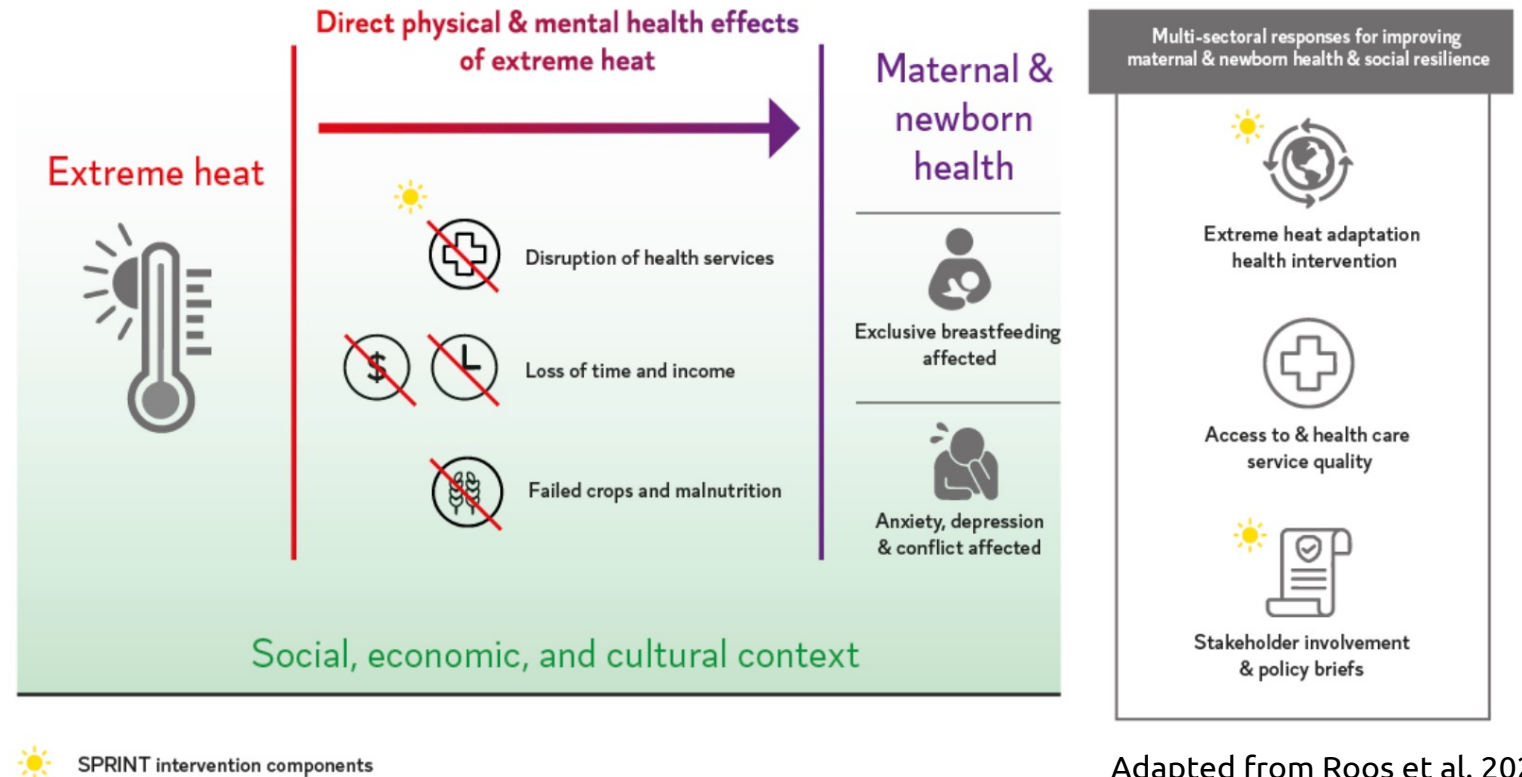 Direct physical & mental health effects
of extreme heat
Extreme heat
Disruption of health services
$
Loss of time and income
Failed crops and malnutrition
Maternal &
newborn
health
Exclusive breastfeeding
affected
Anxiety, depression
& conflict affected
Social, economic, and cultural context
SPRINT intervention components
Multi-sectoral responses for improving
maternal & newborn health & social resilience
Extreme heat adaptation
health intervention
Access to & health care
service quality
Stakeholder involvement
& policy briefs
Adapted from Roos et al. 202